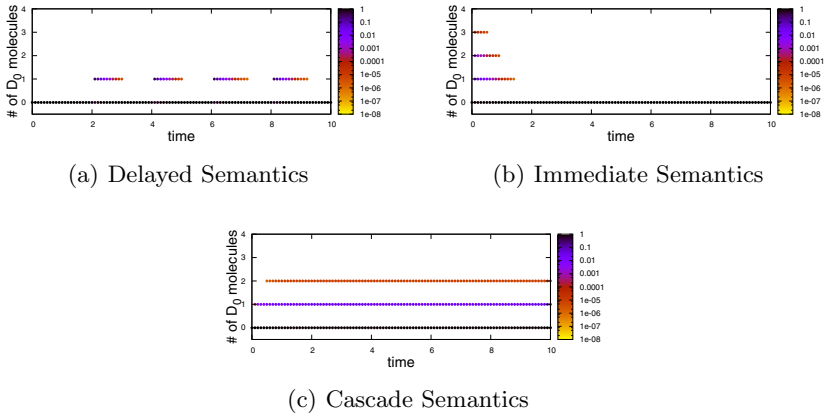 4
3
2
1
0
# of D0 molecules
0 2 4 6 8 10
time
1
0.1
0.01
0.001
0.0001
1e-05
1e-06
1e-07
1e-08
(a) Delayed Semantics
4
3
2
1
0
# of D0 molecules
0 2 4 6 8 10
time
1
0.1
0.01
0.001
0.0001
1e-05
1e-06
1e-07
1e-08
(b) Immediate Semantics
4
3
2
1
0
# of D0 molecules
0 2 4 6 8 10
time
1
0.1
0.01
0.001
0.0001
1e-05
1e-06
1e-07
1e-08
(c) Cascade Semantics